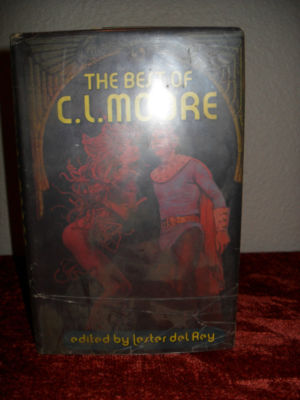 THE BEST OF
C.L.MOORE
edited by lester del Rey